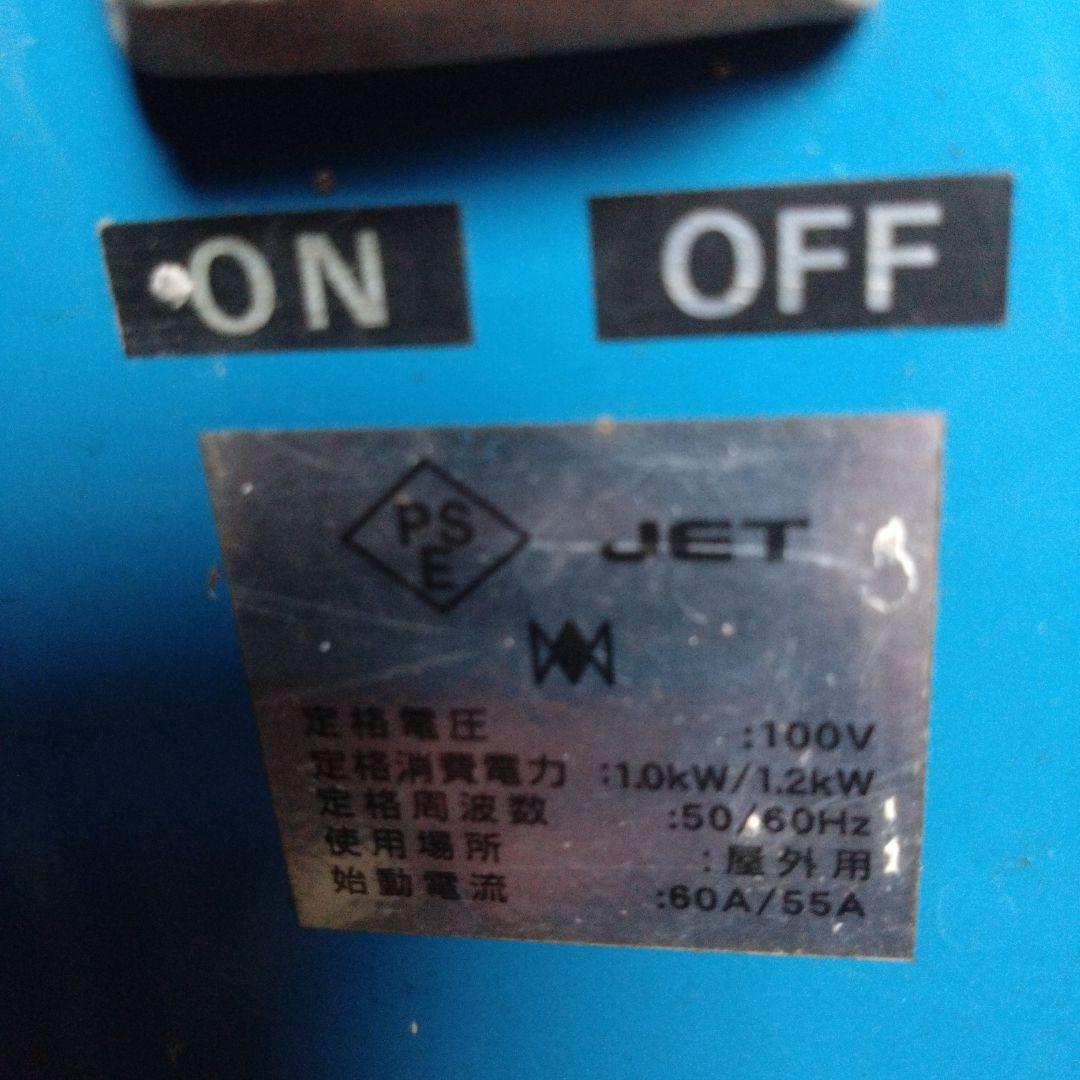 ON OFF
PS
E
JET
定格電圧 :100V
定格消費電力 :1.0kW/1.2kW
定格周波数 :50/60Hz
使用場所 :屋外用
始動電流 :60A/55A